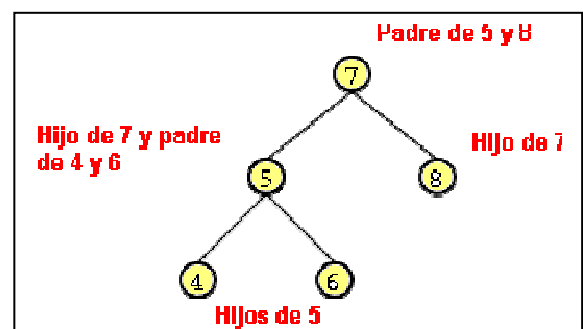 Padre de 5 y 8
7
Hijo de 7 y padre
de 4 y 6
Hijo de 7
5
8
4
6
Hijos de 5